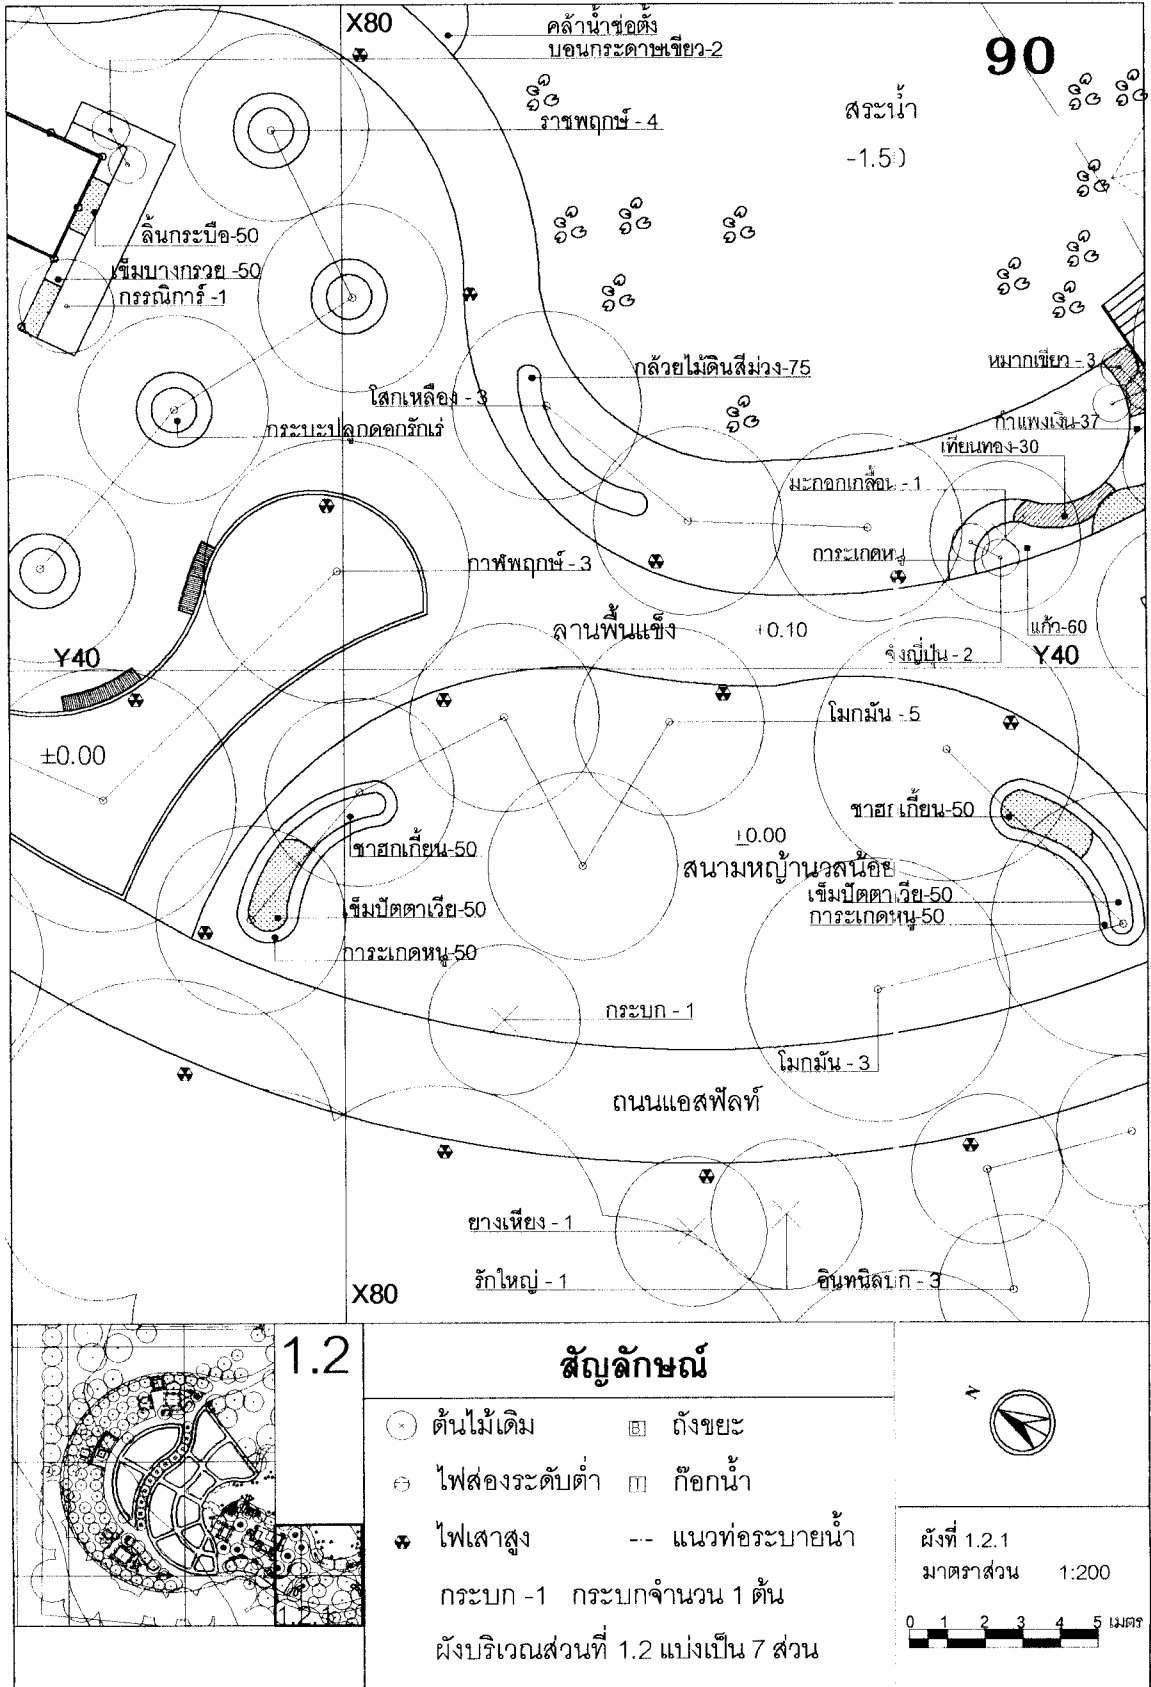 X80
คล้าน้ำช่อตั้ง
บอนกระดาษเขียว-2
90
ราชพฤกษ์ - 4
สระน้ำ
-1.50
ลิ้นกระบือ-50
เข็มบางกรวย -50
กรรณิการ์ -1
กล้วยไม้ดินสีม่วง-75
หมากเขียว - 3
โสกเหลือง - 3
กระบะปลูกดอกรักเร่
กำแพงเงิน-37
เทียนทอง-30
มะกอกเกลื้อน - 1
การะเกดหนู
กาฬพฤกษ์ - 3
ลานพื้นแข็ง
+0.10
แก้ว-60
Y40
จั๋งญี่ปุ่น - 2
Y40
โมกมัน - 5
±0.00
ชาฮกเกี้ยน-50
ชาฮกเกี้ยน-50
±0.00
สนามหญ้านวลน้อย
เข็มปัตตาเวีย-50
เข็มปัตตาเวีย-50
การะเกดหนู-50
การะเกดหนู-50
กระบก - 1
โมกมัน - 3
ถนนแอสฟัลท์
ยางเหียง - 1
รักใหญ่ - 1
อินทนิลบก - 3
X80
1.2
1.2.1
สัญลักษณ์
ต้นไม้เดิม
B ถังขยะ
ไฟส่องระดับต่ำ
T ก๊อกน้ำ
ไฟเสาสูง
แนวท่อระบายน้ำ
กระบก -1 กระบกจำนวน 1 ต้น
ผังบริเวณส่วนที่ 1.2 แบ่งเป็น 7 ส่วน
N
ผังที่ 1.2.1
มาตราส่วน 1:200
0 1 2 3 4 5 เมตร